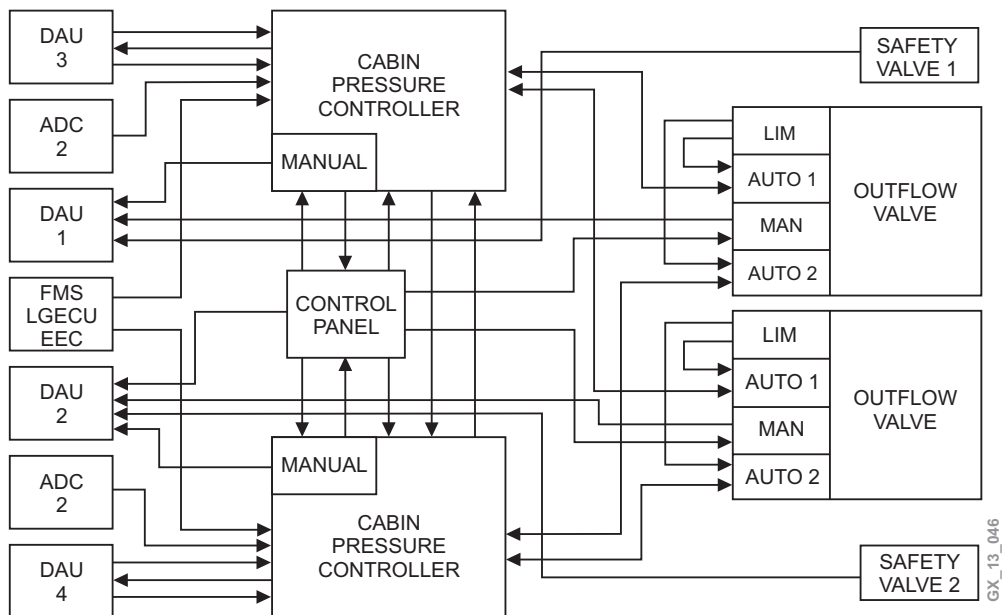 DAU
3
ADC
2
DAU
1
FMS
LGECU
EEC
DAU
2
ADC
2
DAU
4
CABIN
PRESSURE
CONTROLLER
MANUAL
CONTROL
PANEL
MANUAL
CABIN
PRESSURE
CONTROLLER
SAFETY
VALVE 1
LIM
AUTO 1
MAN
AUTO 2
OUTFLOW
VALVE
LIM
AUTO 1
MAN
AUTO 2
OUTFLOW
VALVE
SAFETY
VALVE 2
GX_13_046